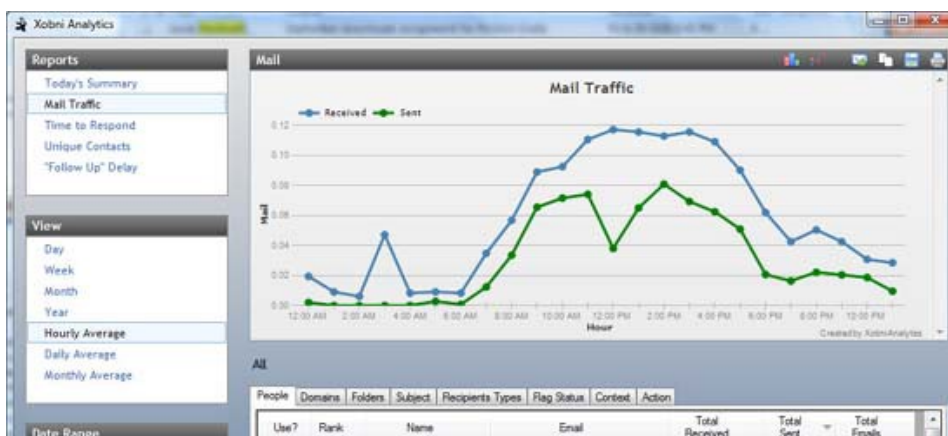 Xobni Analytics
Reports
Today's Summary
Mail Traffic
Time to Respond
Unique Contacts
"Follow Up" Delay
View
Day
Week
Month
Year
Hourly Average
Daily Average
Monthly Average
Date Range
Mail
Mail Traffic
Received Sent
0.12
0.10
0.08
Mail
0.06
0.04
0.02
0.00
12:00 AM 2:00 AM 4:00 AM 6:00 AM 8:00 AM 10:00 AM 12:00 PM 2:00 PM 4:00 PM 6:00 PM 8:00 PM 10:00 PM
Hour
Created by XobniAnalytics
All
People Domains Folders Subject Recipients Types Flag Status Context Action
Use? Rank Name Email Total Received Total Sent Total Emails